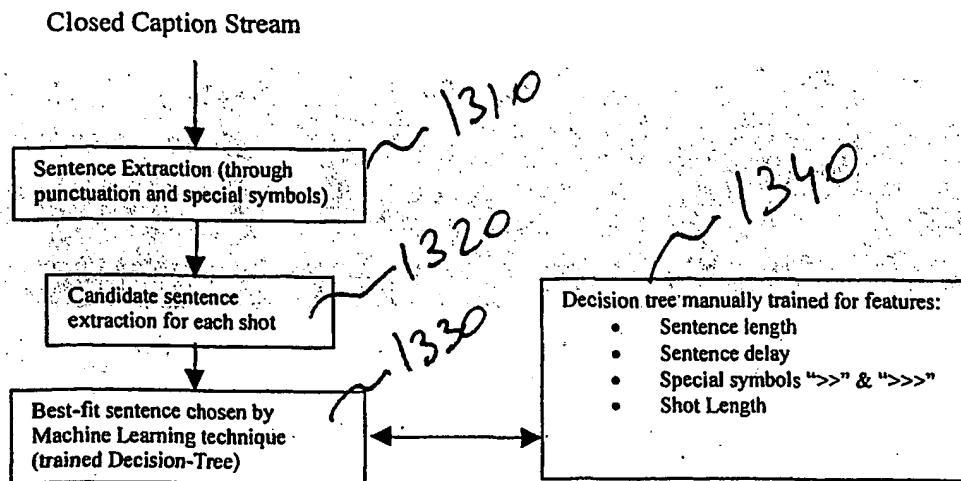 Closed Caption Stream
1310
Sentence Extraction (through
punctuation and special symbols)
1320
Candidate sentence
extraction for each shot
1330
Best-fit sentence chosen by
Machine Learning technique
(trained Decision-Tree)
1340
Decision tree manually trained for features:
• Sentence length
• Sentence delay
• Special symbols “>>” & “>>>”
• Shot Length